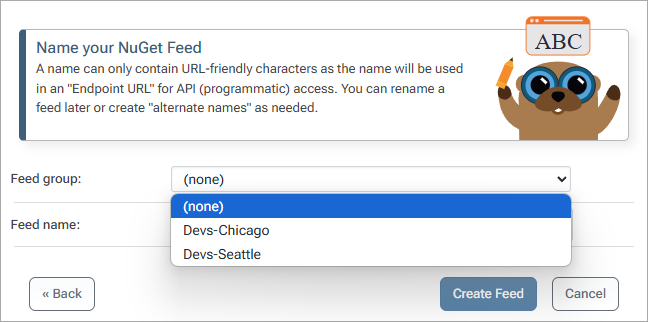 ABC
Name your NuGet Feed
A name can only contain URL-friendly characters as the name will be used
in an "Endpoint URL" for API (programmatic) access. You can rename a
feed later or create "alternate names" as needed.
Feed group:
(none)
(none)
Feed name:
Devs-Chicago
Devs-Seattle
« Back
Create Feed
Cancel